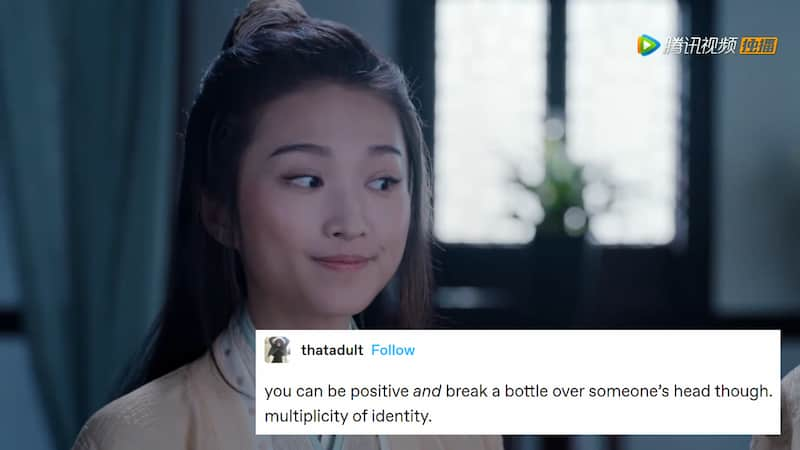 腾讯视频 独播
thatadult Follow
you can be positive and break a bottle over someone's head though.
multiplicity of identity.